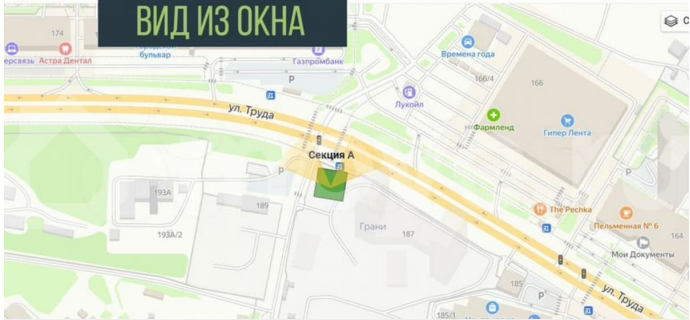 ВИД ИЗ ОКНА
С
174
Астра Дентал
бульвар
Газпромбанк
Р
Времена года
166/4
166
Лукойл
ул. Труда
Фармленд
Гипер Лента
Секция А
Р
193А
189
193А/2
Грани
187
The Pechka
Пельменная № 6
164
Мои Документы
185
Р
ул. Труда
185/1